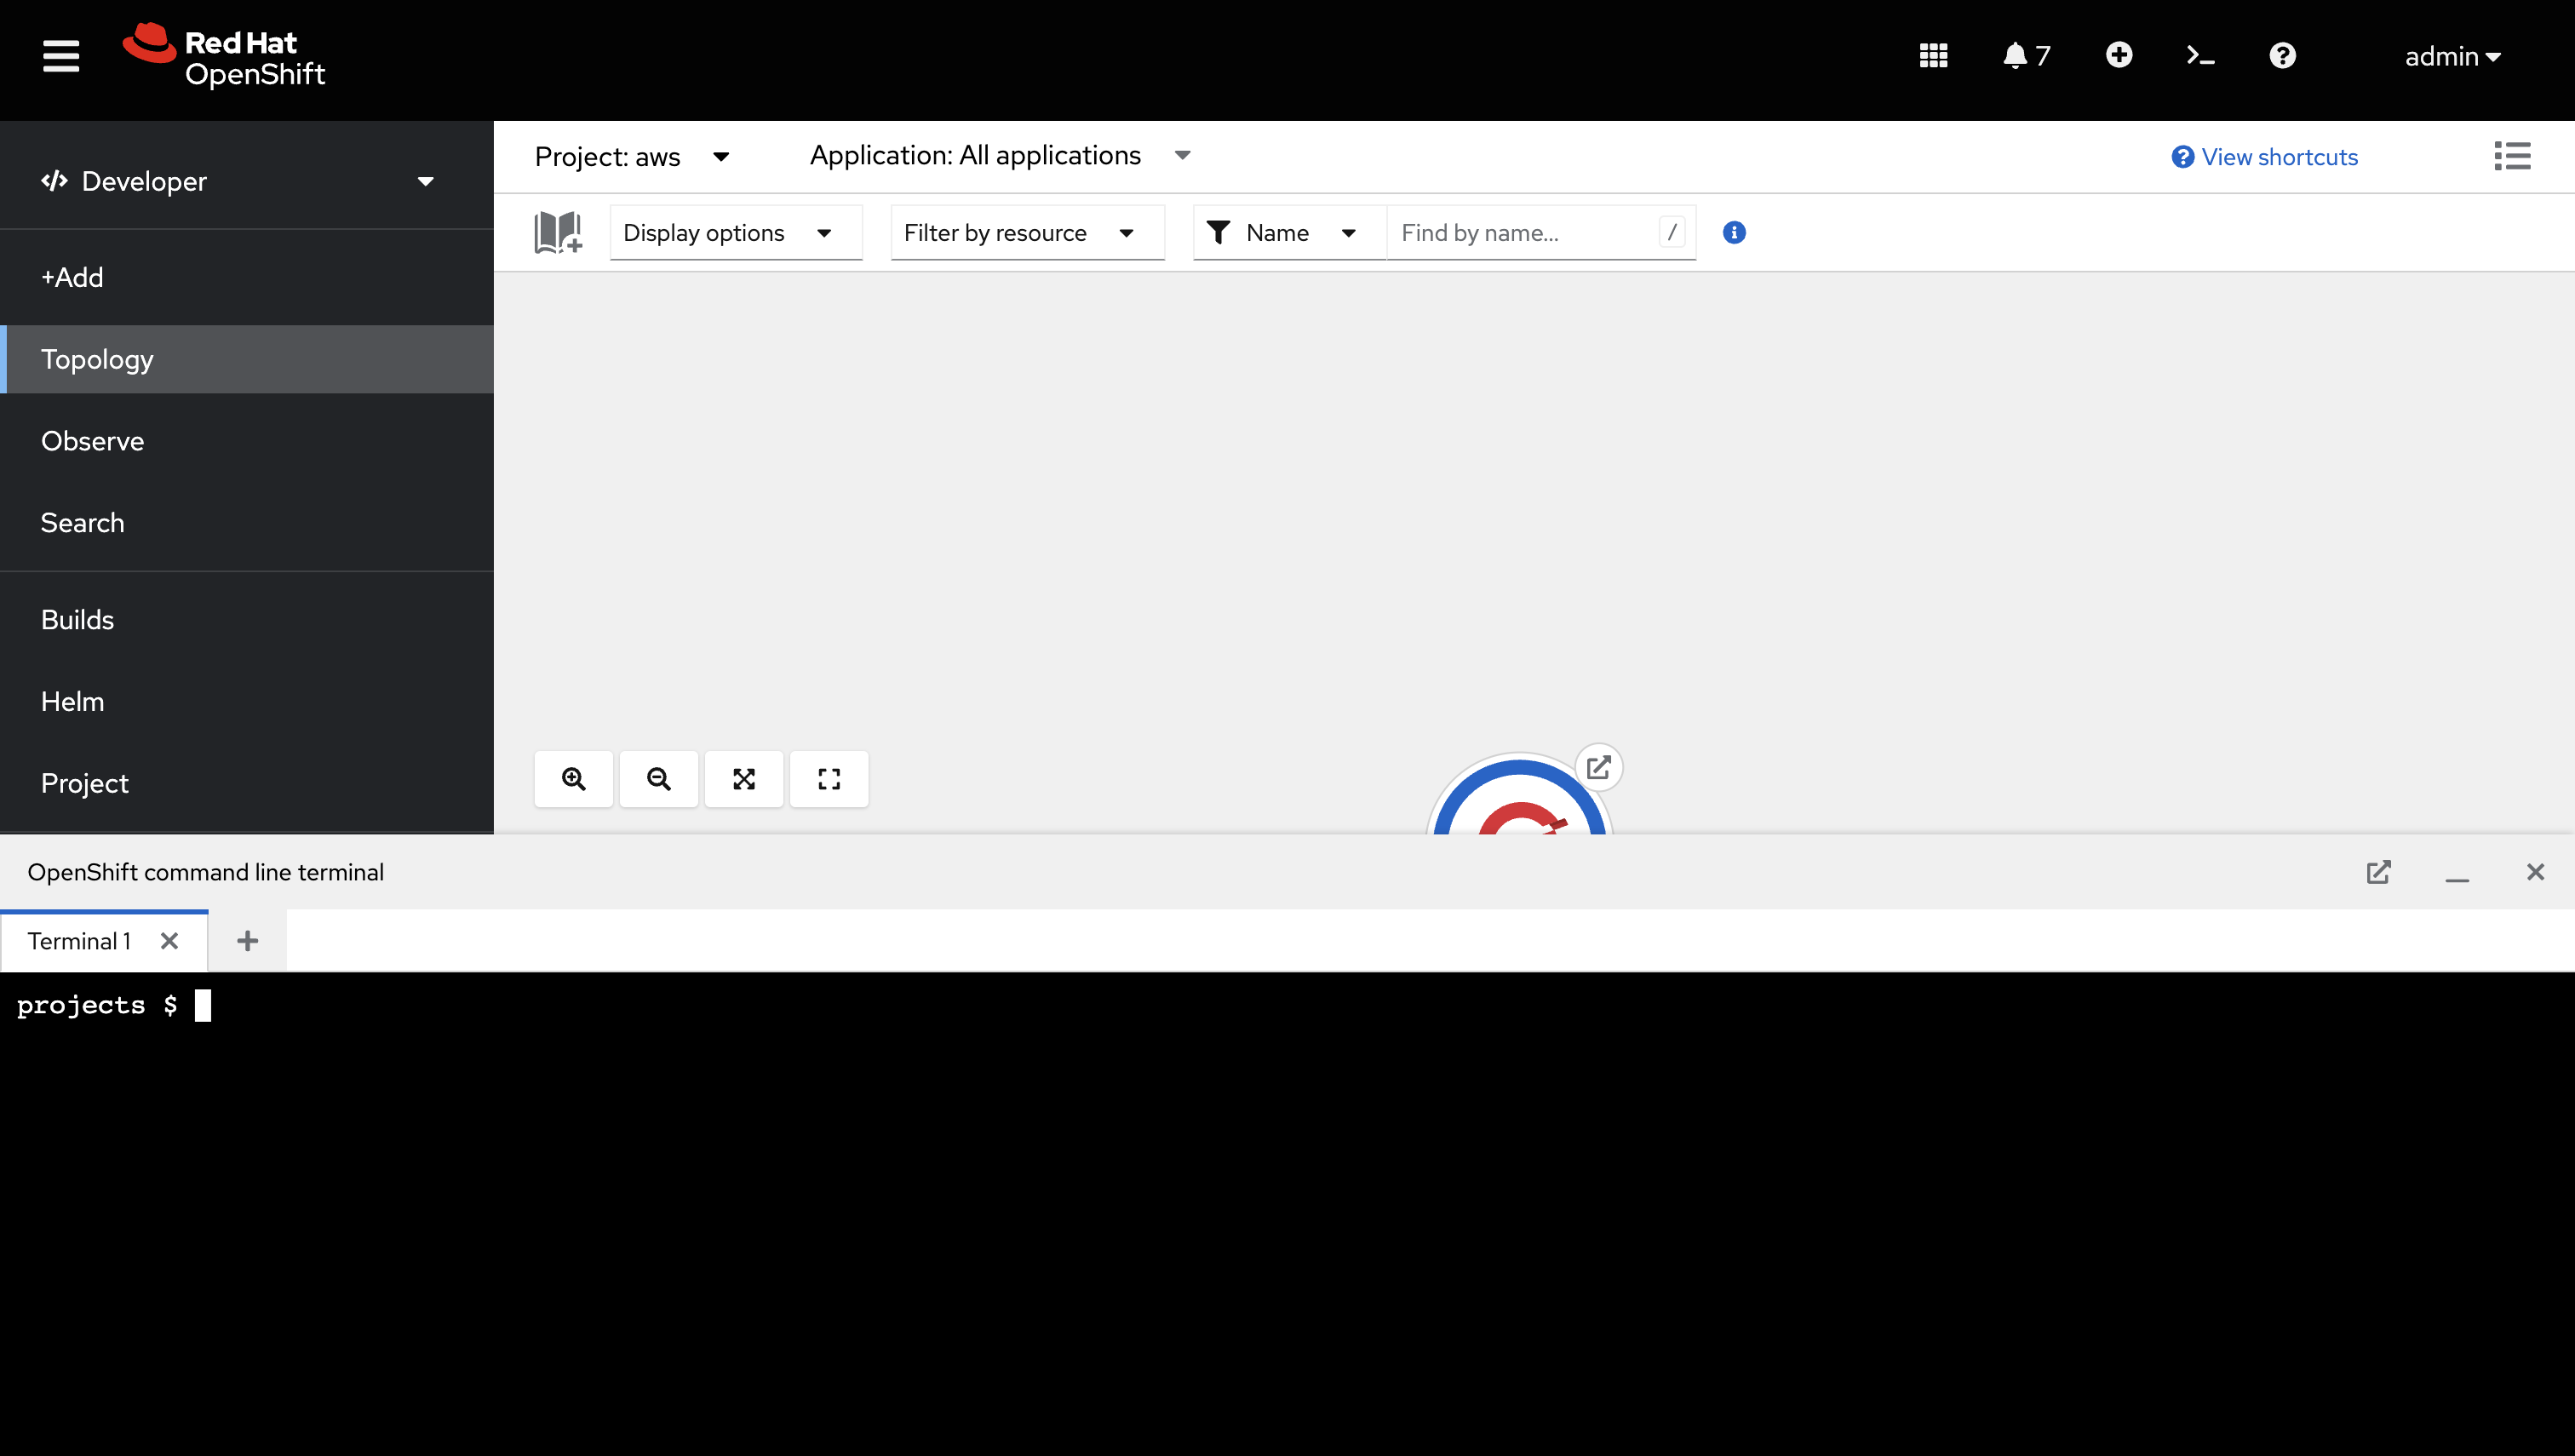 Red Hat
OpenShift
7
admin
Developer
Project: aws
Application: All applications
View shortcuts
Display options
Filter by resource
Name
Find by name...
/
+Add
Topology
Observe
Search
Builds
Helm
Project
OpenShift command line terminal
Terminal 1
projects $